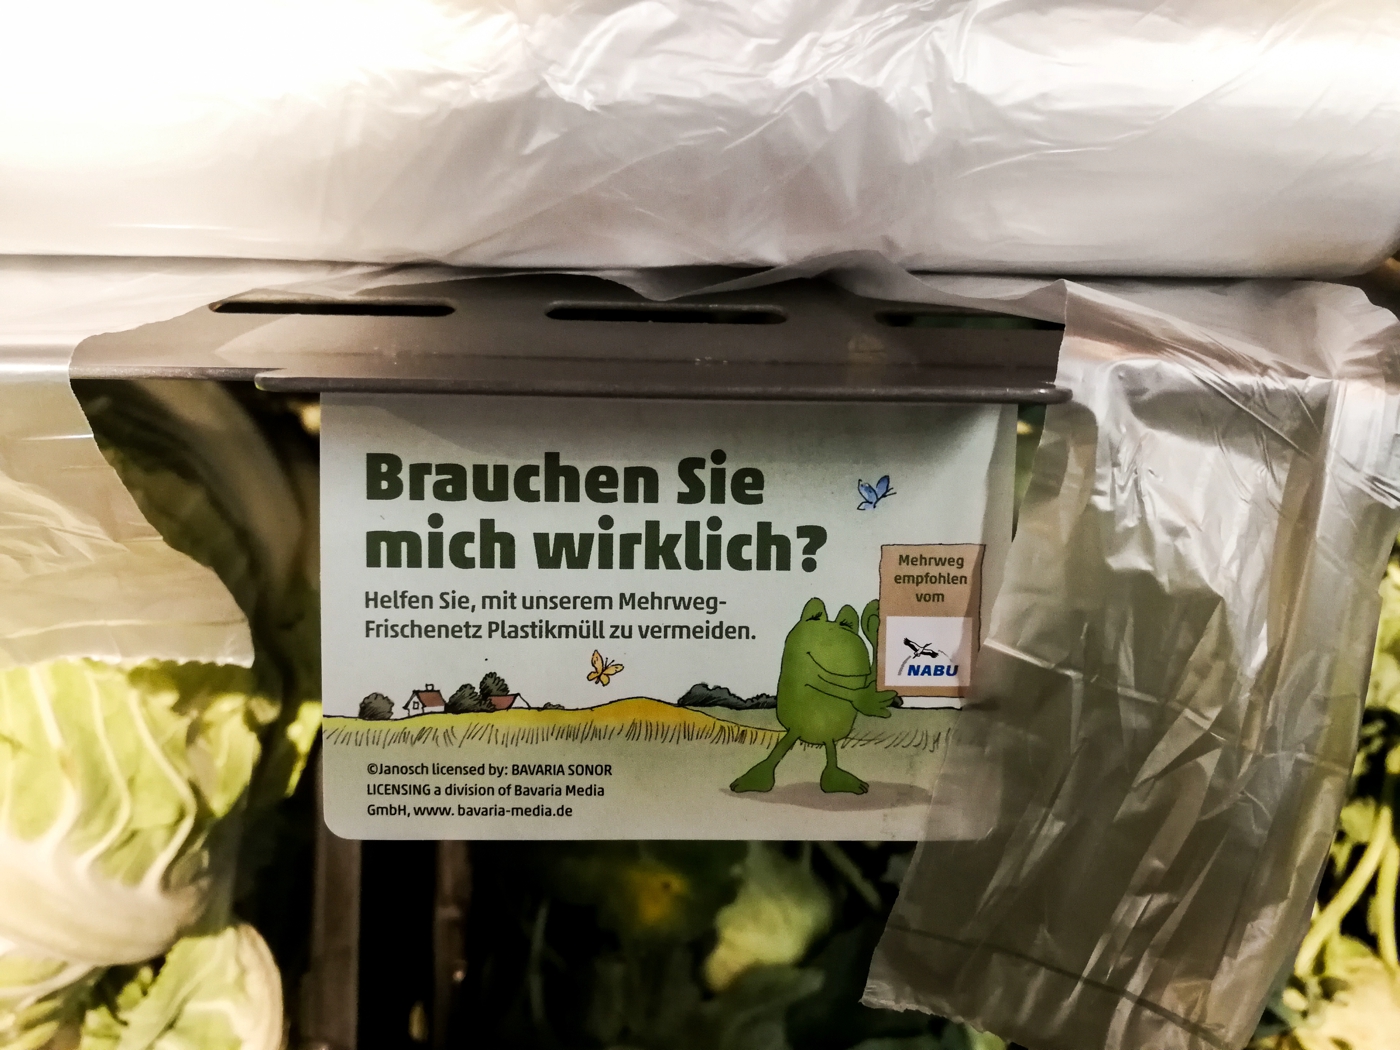 Brauchen Sie
mich wirklich?
Helfen Sie, mit unserem Mehrweg-
Frischenetz Plastikmüll zu vermeiden.
Mehrweg
empfohlen
vom
NABU
©Janosch licensed by: BAVARIA SONOR
LICENSING a division of Bavaria Media
GmbH, www. bavaria-media.de